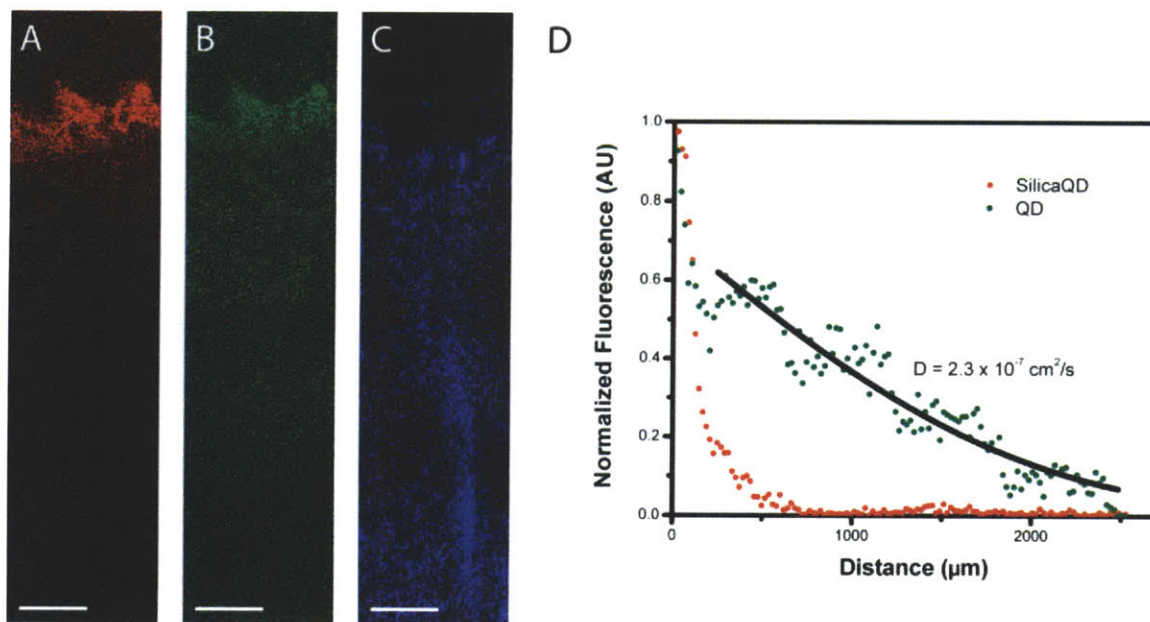 A
B
C
D
Normalized Fluorescence (AU)
1.0
0.8
0.6
0.4
0.2
0.0
SilicaQD
QD
D = 2.3 x 10⁻⁷ cm²/s
0
1000
2000
Distance (µm)